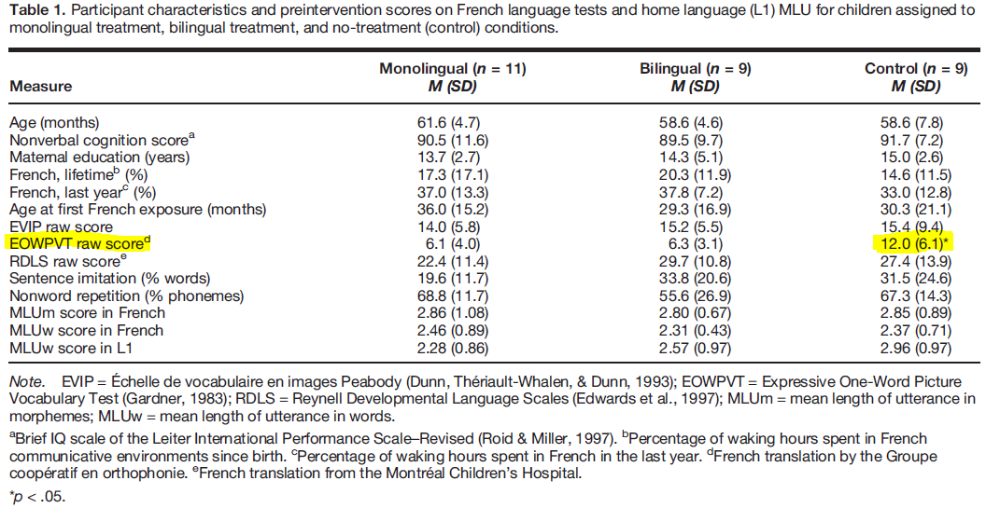 Table 1. Participant characteristics and preintervention scores on French language tests and home language (L1) MLU for children assigned to
monolingual treatment, bilingual treatment, and no-treatment (control) conditions.
Monolingual (n = 11) Bilingual (n = 9) Control (n = 9)
Measure M (SD) M (SD) M (SD)
Age (months) 61.6 (4.7) 58.6 (4.6) 58.6 (7.8)
Nonverbal cognition scoreᵃ 90.5 (11.6) 89.5 (9.7) 91.7 (7.2)
Maternal education (years) 13.7 (2.7) 14.3 (5.1) 15.0 (2.6)
French, lifetimeᵇ (%) 17.3 (17.1) 20.3 (11.9) 14.6 (11.5)
French, last yearᶜ (%) 37.0 (13.3) 37.8 (7.2) 33.0 (12.8)
Age at first French exposure (months) 36.0 (15.2) 29.3 (16.9) 30.3 (21.1)
EVIP raw score 14.0 (5.8) 15.2 (5.5) 15.4 (9.4)
EOWPVT raw scoreᵈ 6.1 (4.0) 6.3 (3.1) 12.0 (6.1)*
RDLS raw scoreᵉ 22.4 (11.4) 29.7 (10.8) 27.4 (13.9)
Sentence imitation (% words) 19.6 (11.7) 33.8 (20.6) 31.5 (24.6)
Nonword repetition (% phonemes) 68.8 (11.7) 55.6 (26.9) 67.3 (14.3)
MLUm score in French 2.86 (1.08) 2.80 (0.67) 2.85 (0.89)
MLUw score in French 2.46 (0.89) 2.31 (0.43) 2.37 (0.71)
MLUw score in L1 2.28 (0.86) 2.57 (0.97) 2.96 (0.97)
Note. EVIP = Échelle de vocabulaire en images Peabody (Dunn, Thériault-Whalen, & Dunn, 1993); EOWPVT = Expressive One-Word Picture
Vocabulary Test (Gardner, 1983); RDLS = Reynell Developmental Language Scales (Edwards et al., 1997); MLUm = mean length of utterance in
morphemes; MLUw = mean length of utterance in words.
ᵃBrief IQ scale of the Leiter International Performance Scale–Revised (Roid & Miller, 1997). ᵇPercentage of waking hours spent in French
communicative environments since birth. ᶜPercentage of waking hours spent in French in the last year. ᵈFrench translation by the Groupe
coopératif en orthophonie. ᵉFrench translation from the Montréal Children's Hospital.
*p < .05.